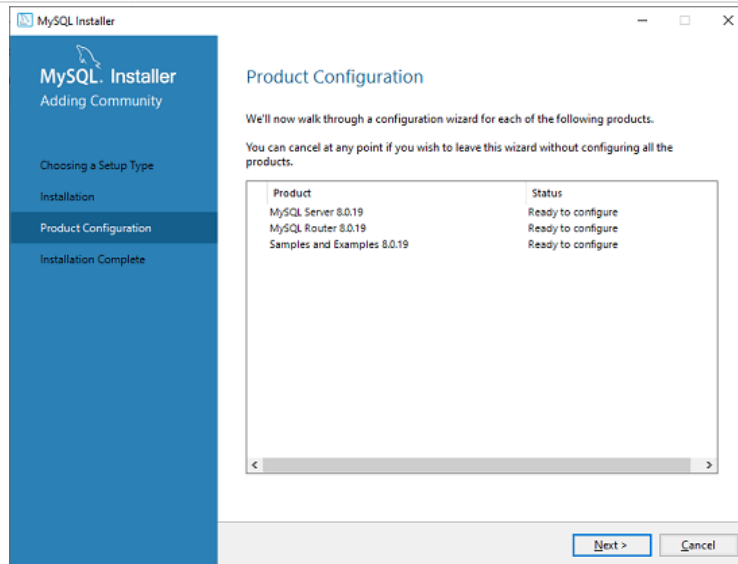 MySQL Installer
MySQL. Installer
Adding Community
Choosing a Setup Type
Installation
Product Configuration
Installation Complete
Product Configuration
We'll now walk through a configuration wizard for each of the following products.
You can cancel at any point if you wish to leave this wizard without configuring all the
products.
Product Status
MySQL Server 8.0.19 Ready to configure
MySQL Router 8.0.19 Ready to configure
Samples and Examples 8.0.19 Ready to configure
Next > Cancel